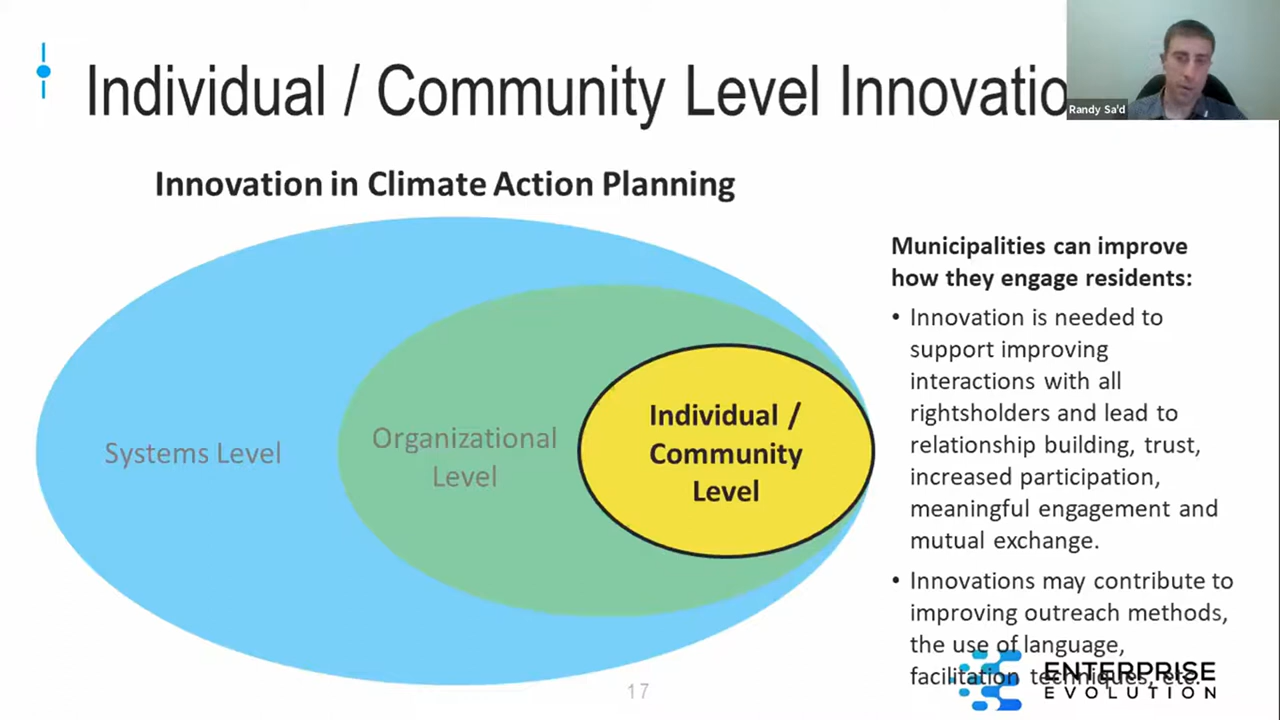 Individual / Community Level Innovatio
Randy Sa'd
Innovation in Climate Action Planning
Systems Level
Organizational
Level
Individual /
Community
Level
Municipalities can improve
how they engage residents:
• Innovation is needed to
support improving
interactions with all
rightsholders and lead to
relationship building, trust,
increased participation,
meaningful engagement and
mutual exchange.
• Innovations may contribute to
improving outreach methods,
the use of language,
facilitation techniques, etc.
ENTERPRISE
EVOLUTION
17